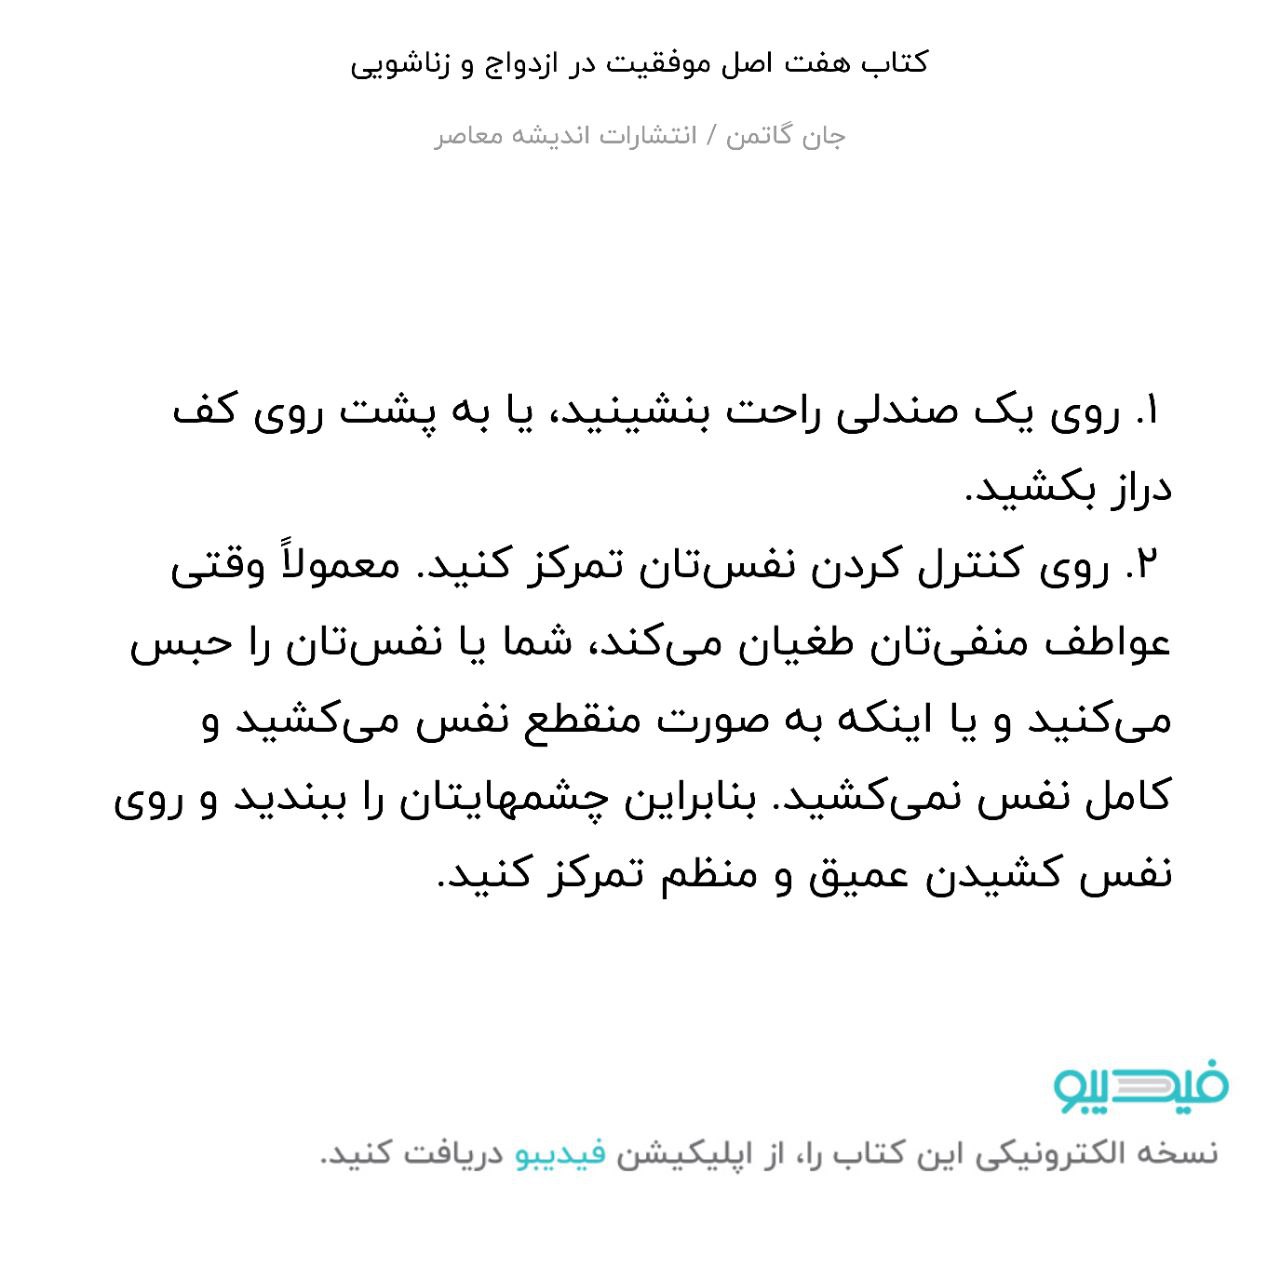 کتاب هفت اصل موفقیت در ازدواج و زناشویی
جان گاتمن / انتشارات اندیشه معاصر
۱. روی یک صندلی راحت بنشینید، یا به پشت روی کف
دراز بکشید.
۲. روی کنترل کردن نفس‌تان تمرکز کنید. معمولاً وقتی
عواطف منفی‌تان طغیان می‌کند، شما یا نفس‌تان را حبس
می‌کنید و یا اینکه به صورت منقطع نفس می‌کشید و
کامل نفس نمی‌کشید. بنابراین چشمهایتان را ببندید و روی
نفس کشیدن عمیق و منظم تمرکز کنید.
فیدیبو
نسخه الکترونیکی این کتاب را، از اپلیکیشن فیدیبو دریافت کنید.